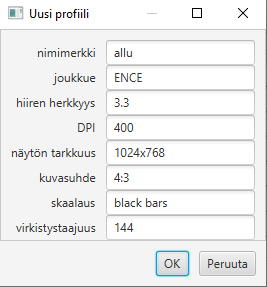 Uusi profiili
nimimerkki allu
joukkue ENCE
hiiren herkkyys 3.3
DPI 400
näytön tarkkuus 1024x768
kuvasuhde 4:3
skaalaus black bars
virkistystaajuus 144
OK Peruuta